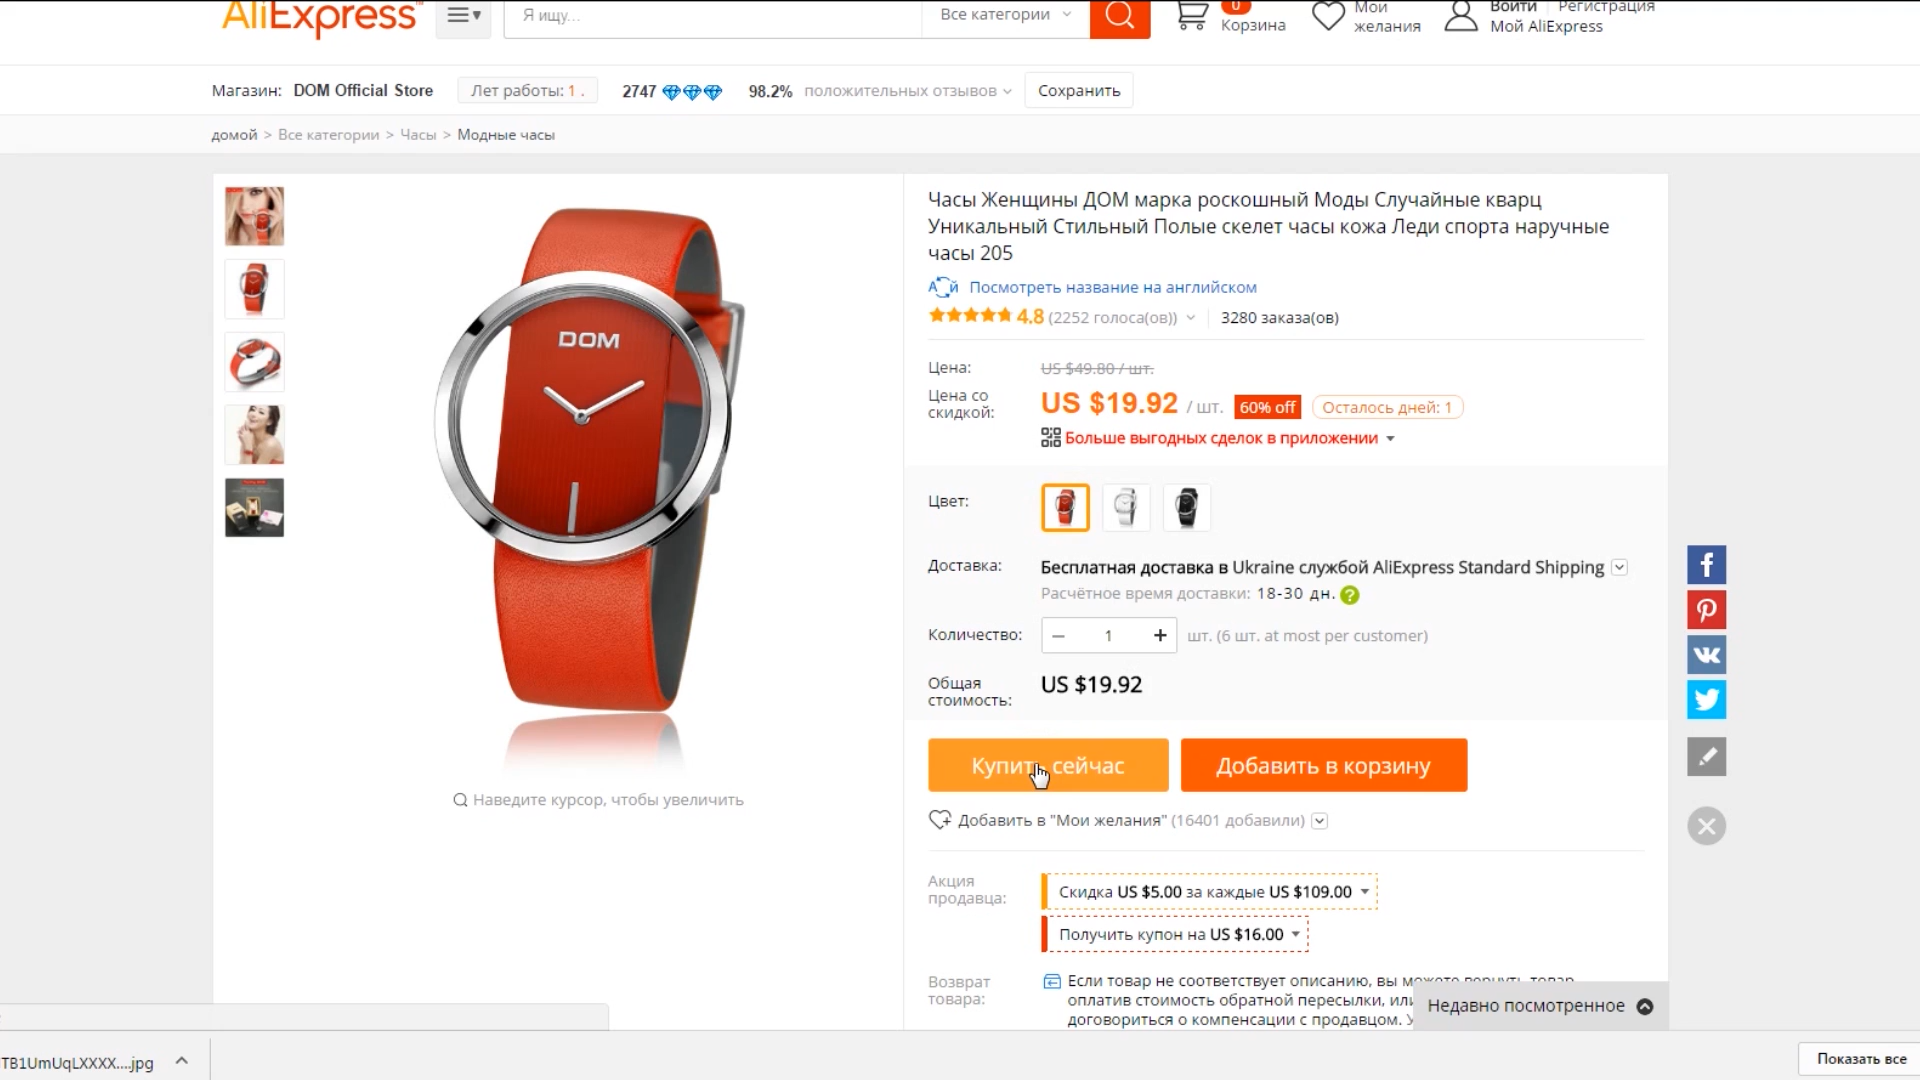 AliExpress
Я ищу...
Все категории
0
Корзина
Мои
желания
Войти
Регистрация
Мой AliExpress
Магазин: DOM Official Store
Лет работы: 1 .
2747
98.2% положительных отзывов
Сохранить
домой > Все категории > Часы > Модные часы
DOM
Наведите курсор, чтобы увеличить
Часы Женщины ДОМ марка роскошный Моды Случайные кварц
Уникальный Стильный Полые скелет часы кожа Леди спорта наручные
часы 205
Посмотреть название на английском
4.8 (2252 голоса(ов))
3280 заказа(ов)
Цена: US $49.80 / шт.
Цена со
скидкой:
US $19.92 / шт. 60% off Осталось дней: 1
Больше выгодных сделок в приложении
Цвет:
Доставка: Бесплатная доставка в Ukraine службой AliExpress Standard Shipping
Расчётное время доставки: 18-30 дн. ?
Количество: — 1 + шт. (6 шт. at most per customer)
Общая
стоимость:
US $19.92
Купить сейчас
Добавить в корзину
Добавить в "Мои желания" (16401 добавили)
Акция
продавца:
Скидка US $5.00 за каждые US $109.00
Получить купон на US $16.00
Возврат
товара:
Если товар не соответствует описанию, вы можете вернуть товар,
оплатив стоимость обратной пересылки, или
договориться о компенсации с продавцом.
Недавно посмотренное
TB1UmUqLXXXX....jpg
Показать все